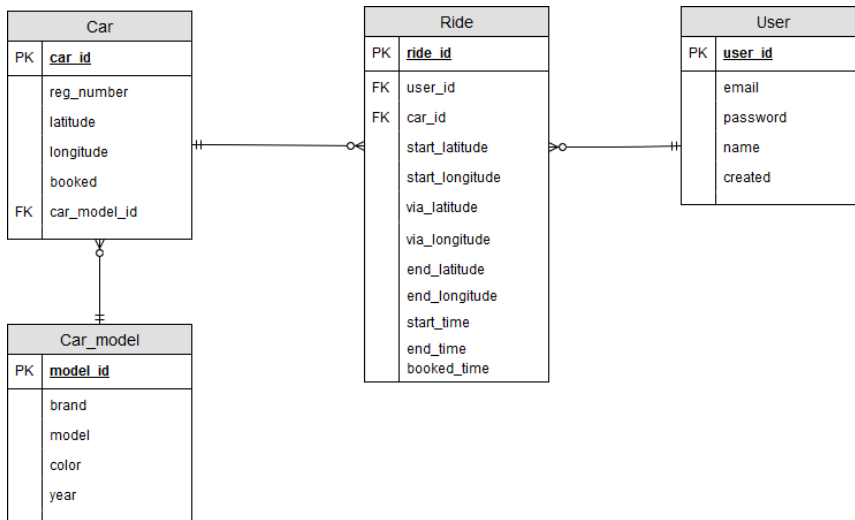 Car
PK car_id
reg_number
latitude
longitude
booked
FK car_model_id
Ride
PK ride_id
FK user_id
FK car_id
start_latitude
start_longitude
via_latitude
via_longitude
end_latitude
end_longitude
start_time
end_time
booked_time
User
PK user_id
email
password
name
created
Car_model
PK model_id
brand
model
color
year